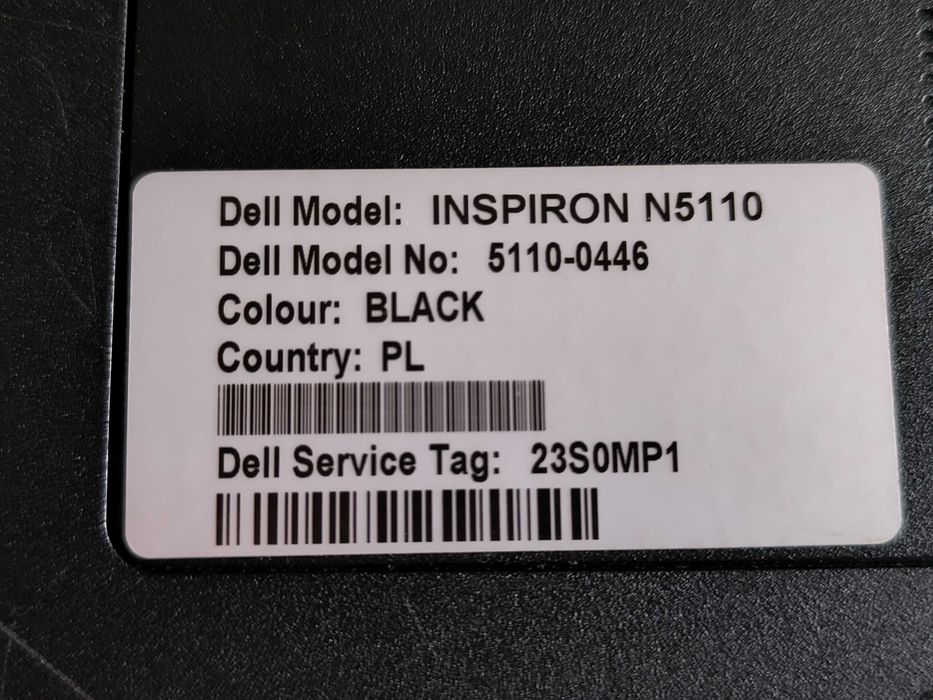 Dell Model: INSPIRON N5110
Dell Model No: 5110-0446
Colour: BLACK
Country: PL
Dell Service Tag: 23S0MP1